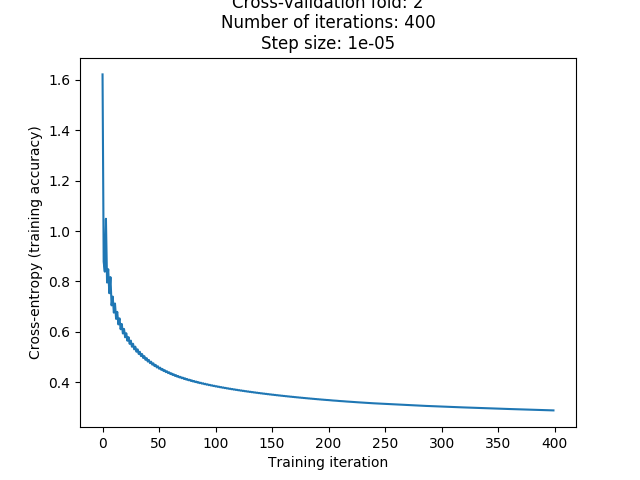 Cross-validation fold: 2
Number of iterations: 400
Step size: 1e-05
1.6
1.4
1.2
1.0
0.8
0.6
0.4
Cross-entropy (training accuracy)
0 50 100 150 200 250 300 350 400
Training iteration